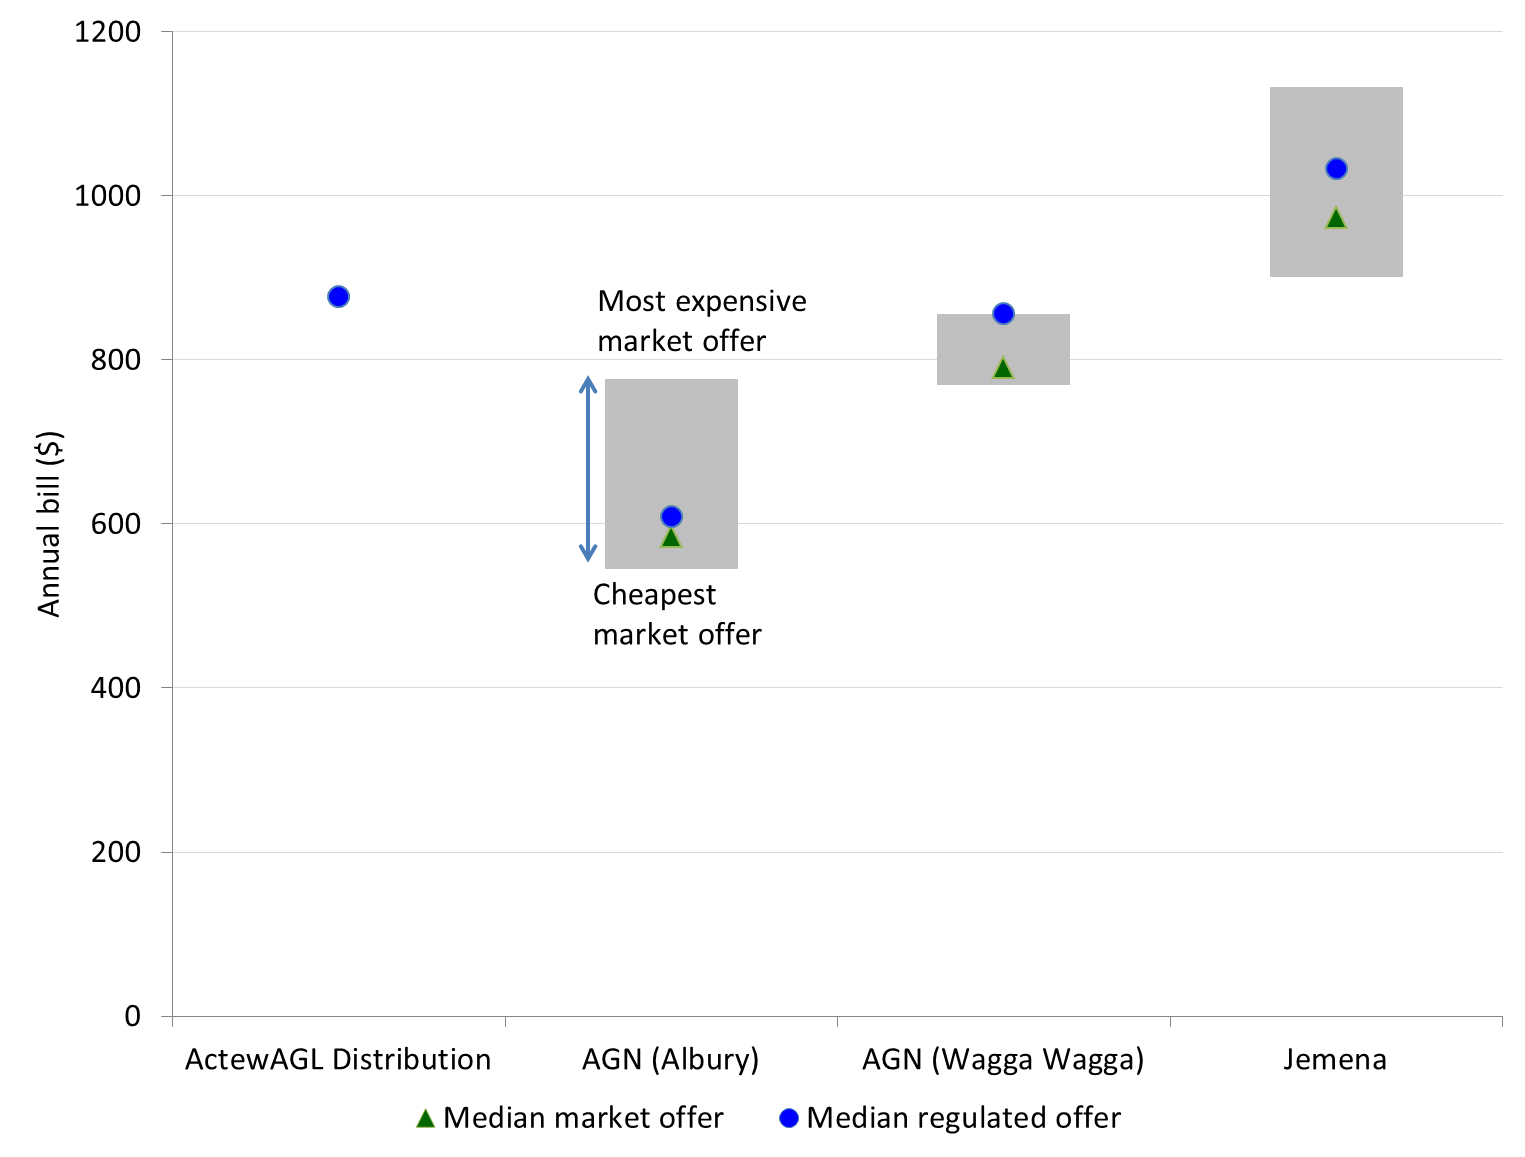 1200
1000
800
600
400
200
0
Annual bill ($)
Most expensive
market offer
Cheapest
market offer
ActewAGL Distribution
AGN (Albury)
AGN (Wagga Wagga)
Jemena
Median market offer
Median regulated offer